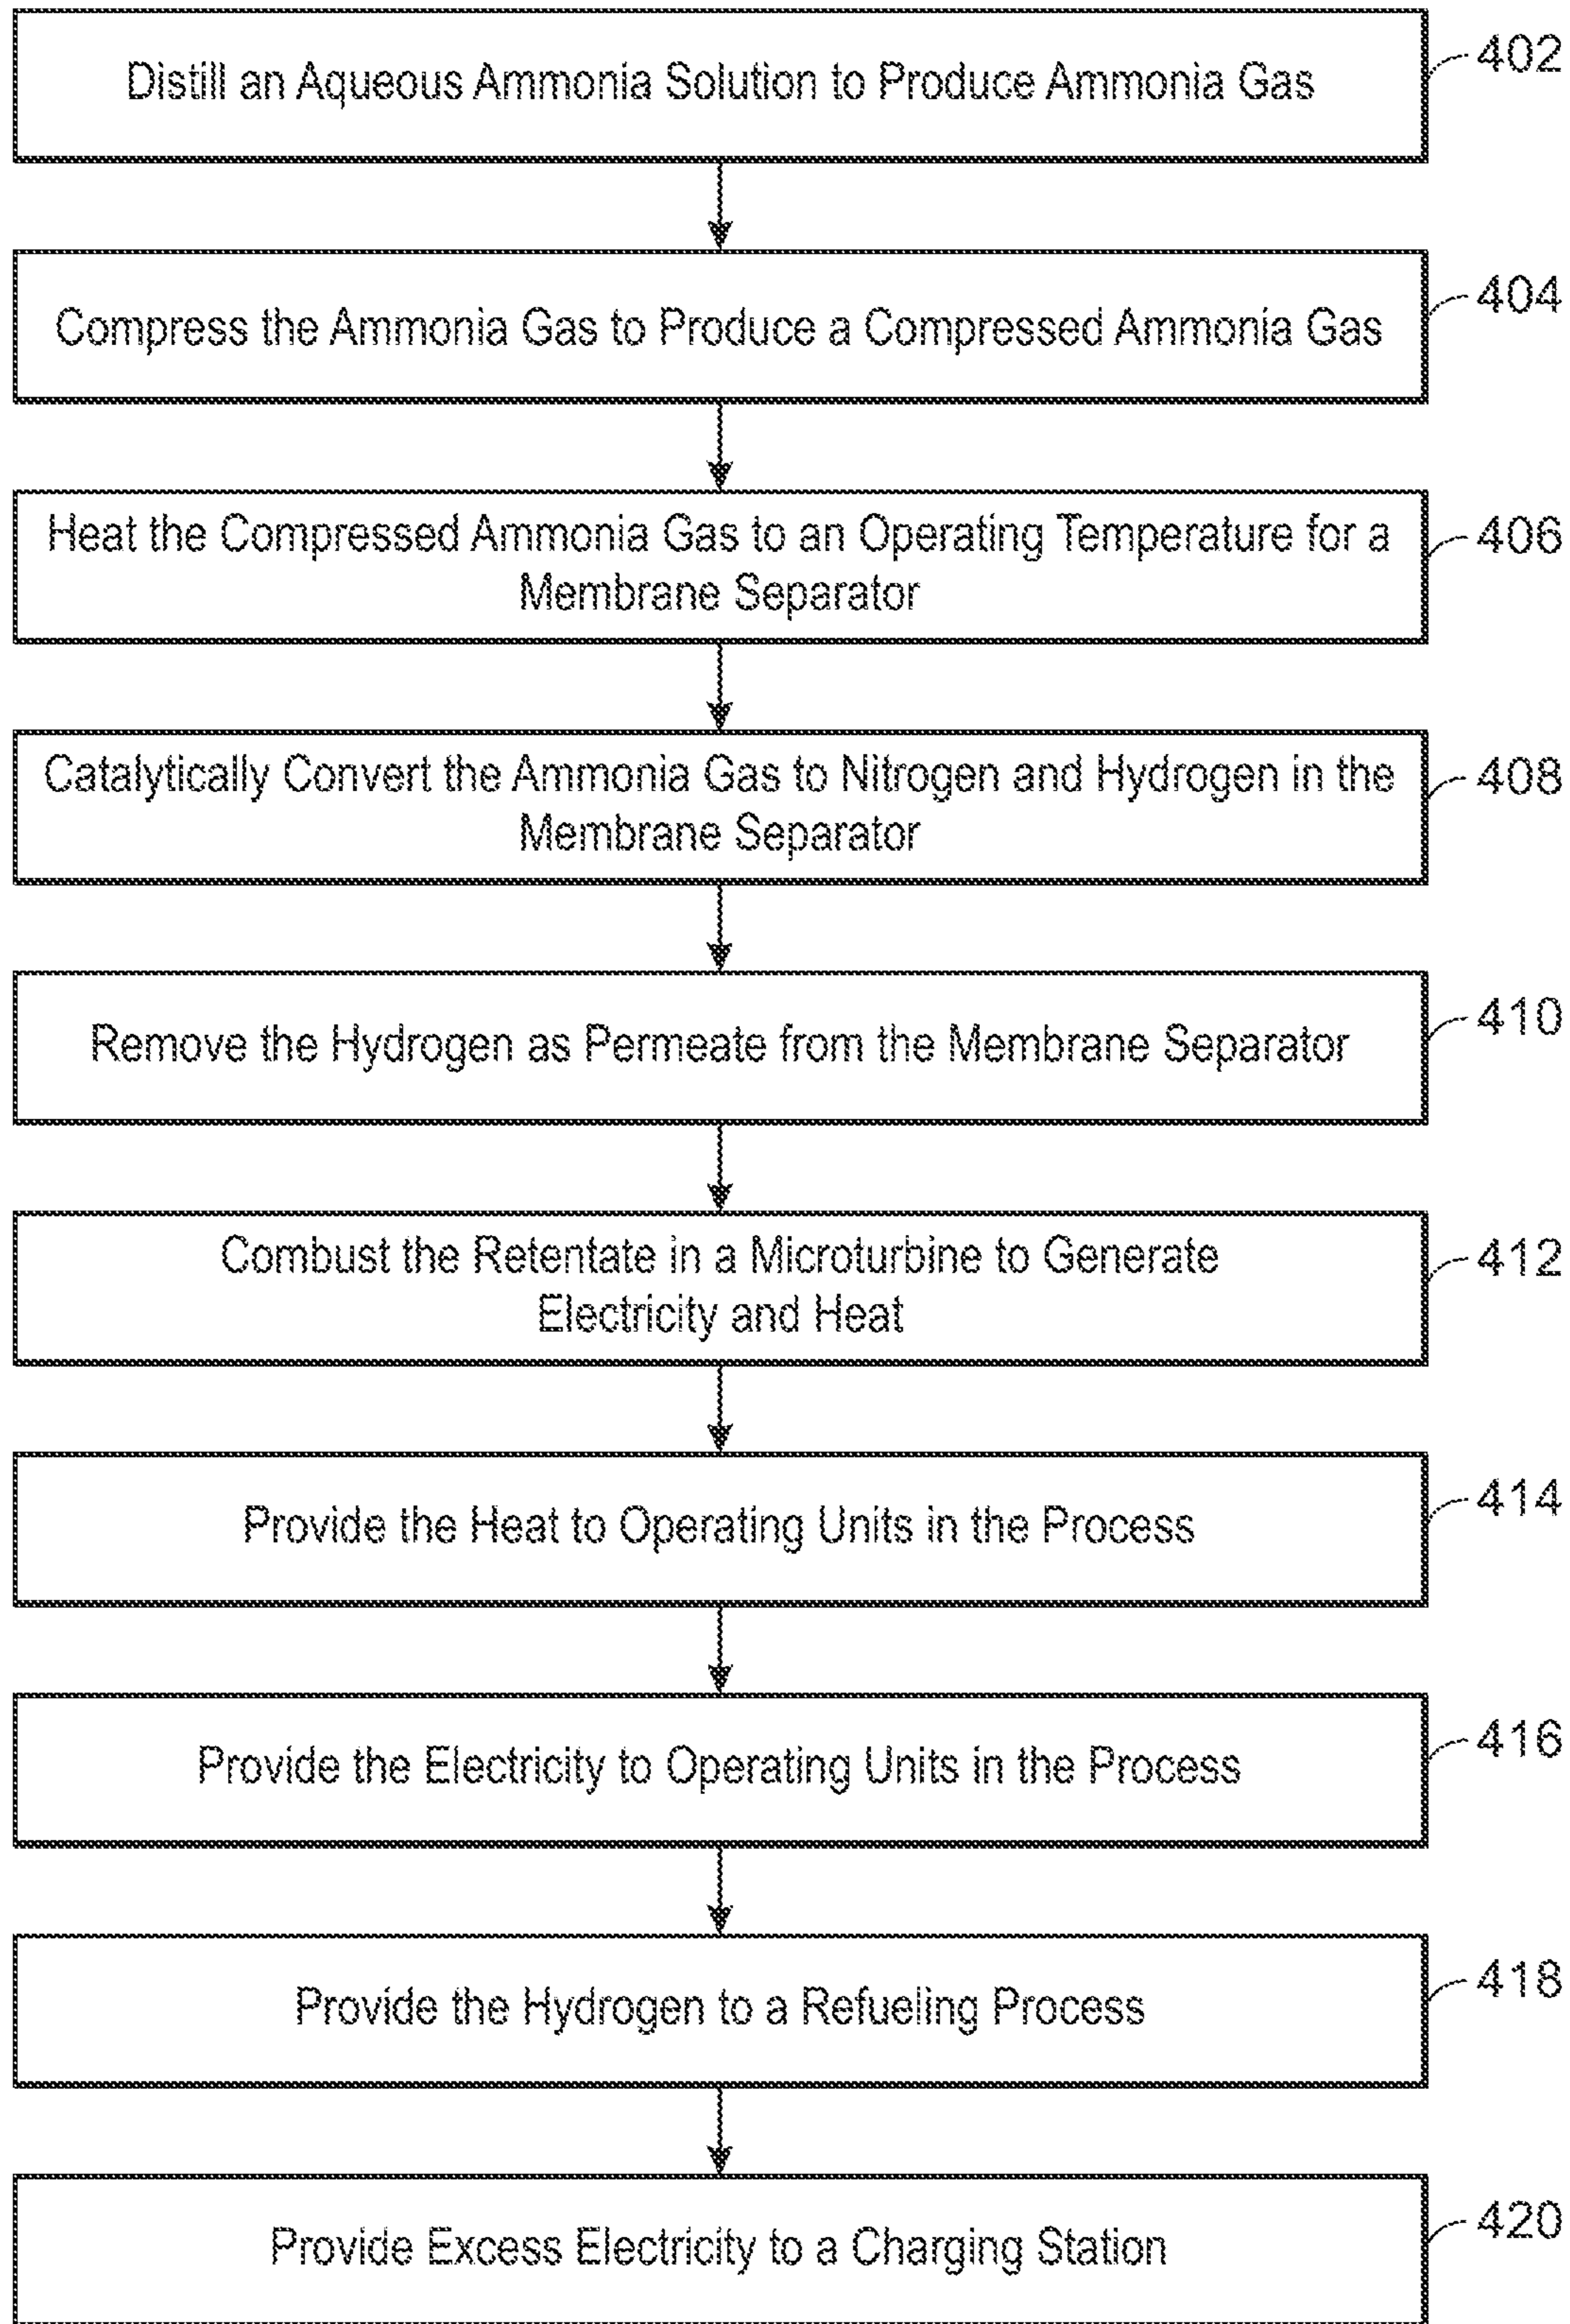 Distill an Aqueous Ammonia Solution to Produce Ammonia Gas
402
Compress the Ammonia Gas to Produce a Compressed Ammonia Gas
404
Heat the Compressed Ammonia Gas to an Operating Temperature for a
Membrane Separator
406
Catalytically Convert the Ammonia Gas to Nitrogen and Hydrogen in the
Membrane Separator
408
Remove the Hydrogen as Permeate from the Membrane Separator
410
Combust the Retentate in a Microturbine to Generate
Electricity and Heat
412
Provide the Heat to Operating Units in the Process
414
Provide the Electricity to Operating Units in the Process
416
Provide the Hydrogen to a Refueling Process
418
Provide Excess Electricity to a Charging Station
420